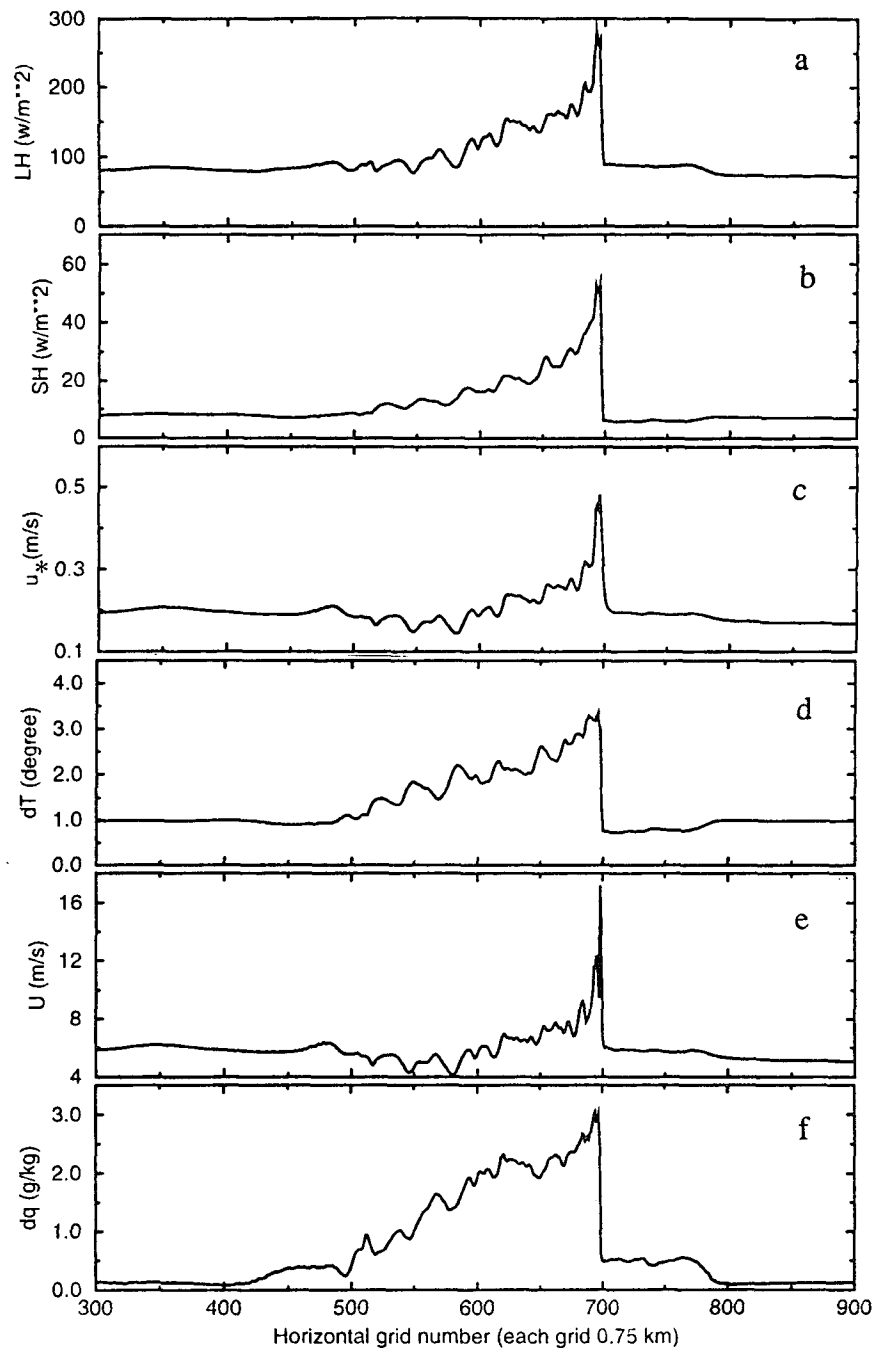 300
200
100
0
LH (w/m**2)
a
60
40
20
0
SH (w/m**2)
b
0.5
0.3
0.1
u*(m/s)
c
4.0
3.0
2.0
1.0
0.0
dT (degree)
d
16
12
8
4
U (m/s)
e
3.0
2.0
1.0
0.0
dq (g/kg)
f
300 400 500 600 700 800 900
Horizontal grid number (each grid 0.75 km)